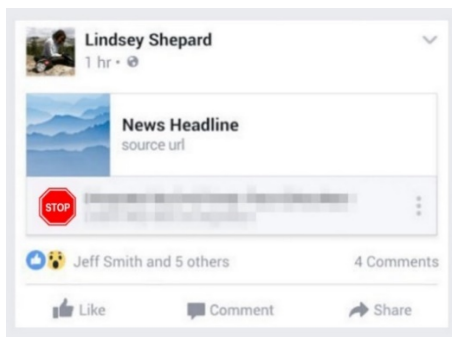 Lindsey Shepard
1 hr •
News Headline
source url
STOP
Jeff Smith and 5 others 4 Comments
Like Comment Share